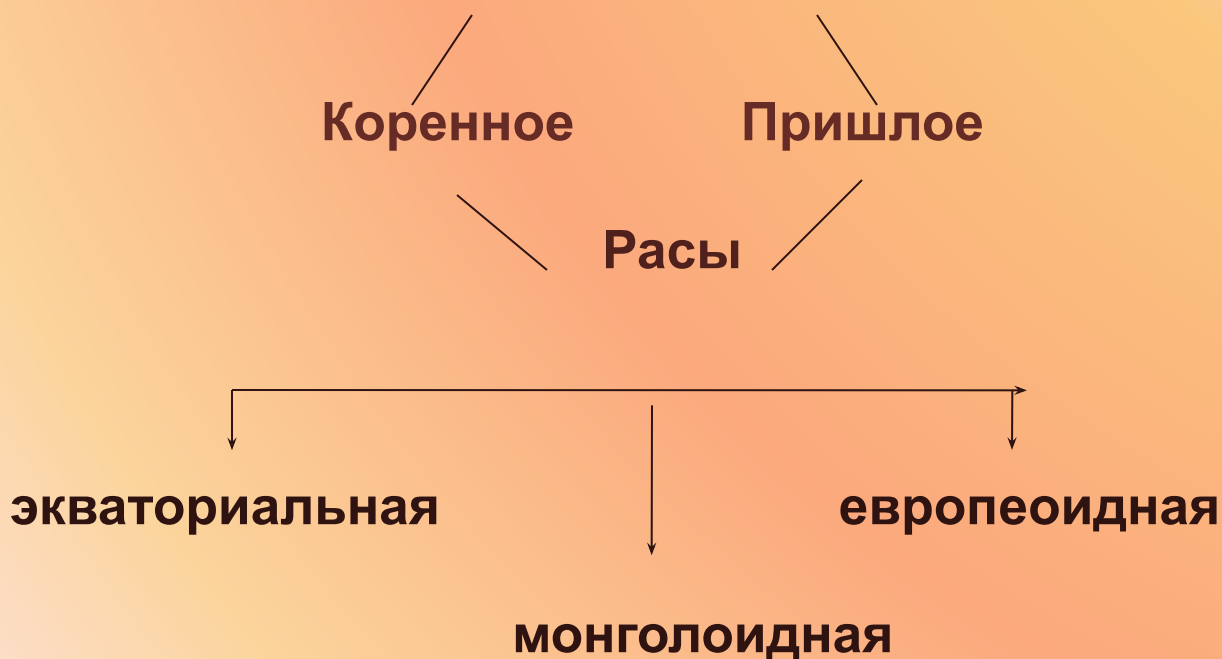 Коренное Пришлое
Расы
экваториальная европеоидная
монголоидная